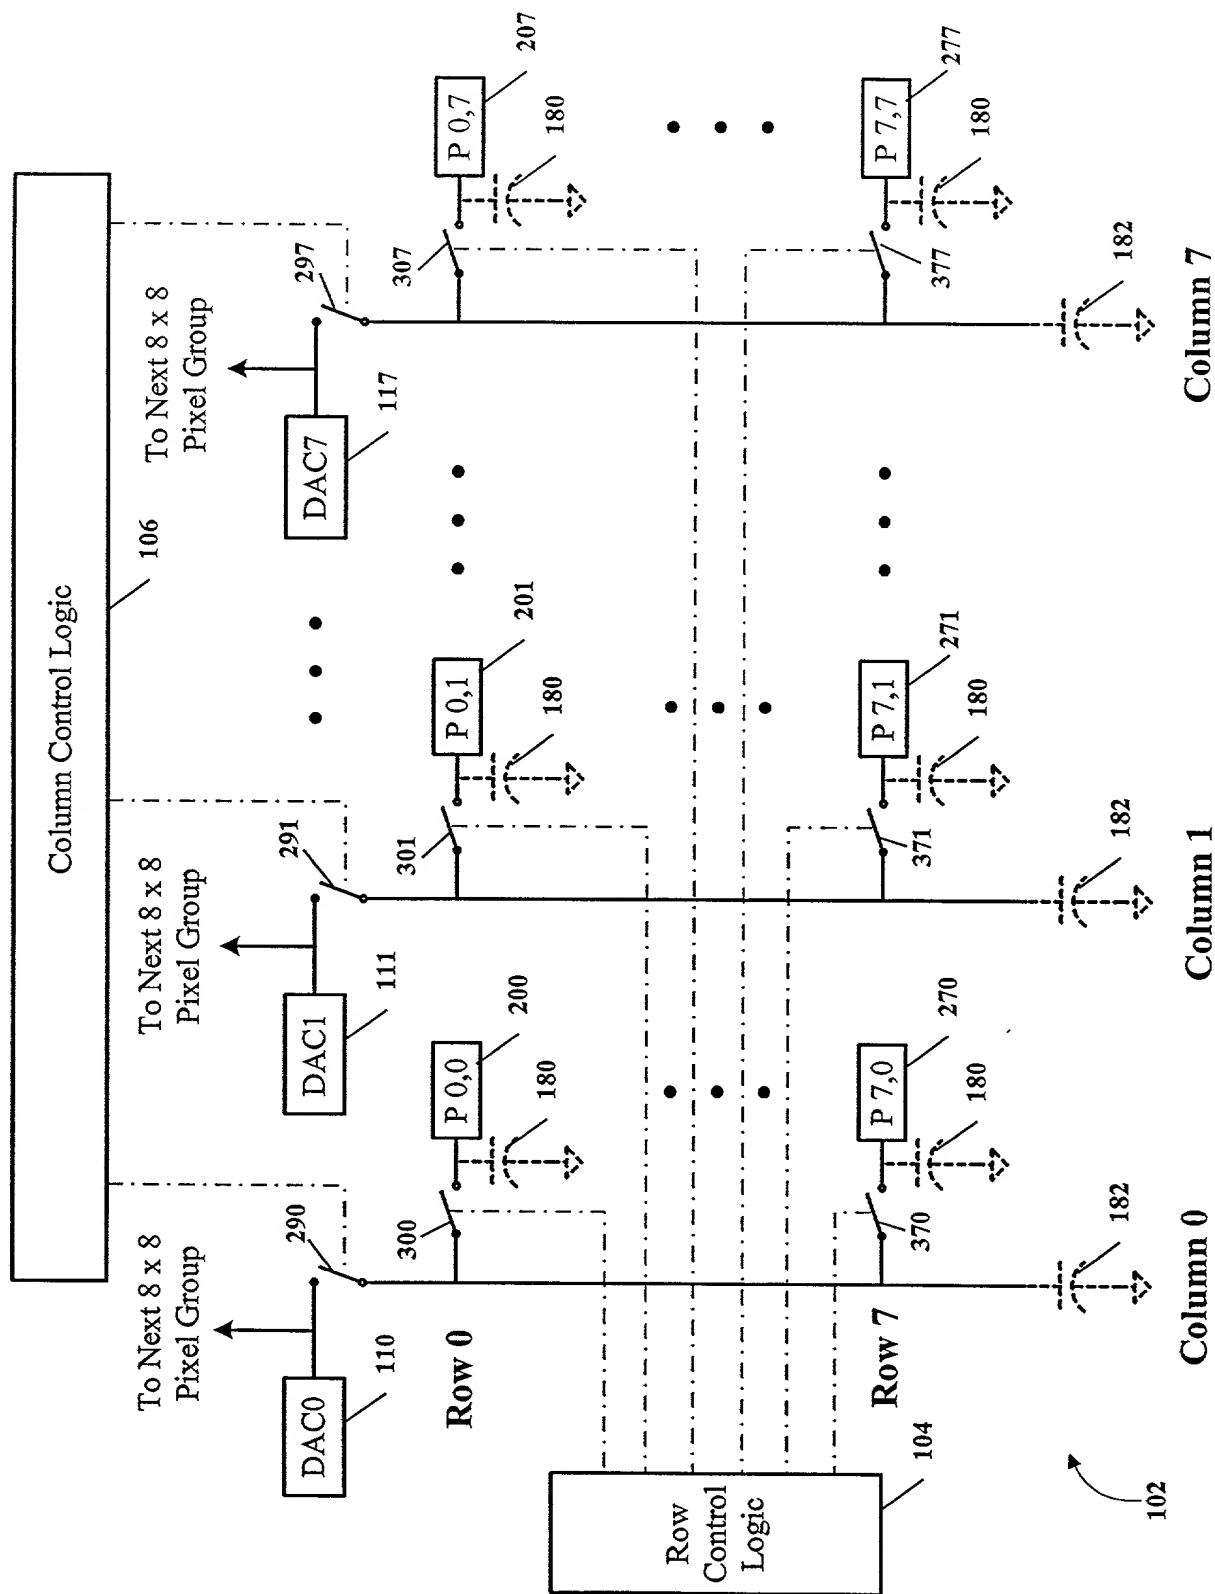 Column Control Logic
106
To Next 8 x 8
Pixel Group
To Next 8 x 8
Pixel Group
To Next 8 x 8
Pixel Group
290
291
297
DAC0
DAC1
DAC7
110
111
117
Row 0
300
P 0,0
200
180
301
P 0,1
201
180
307
P 0,7
207
180
Row
Control
Logic
104
Row 7
370
P 7,0
270
180
371
P 7,1
271
180
377
P 7,7
277
180
182
182
182
102
Column 0
Column 1
Column 7